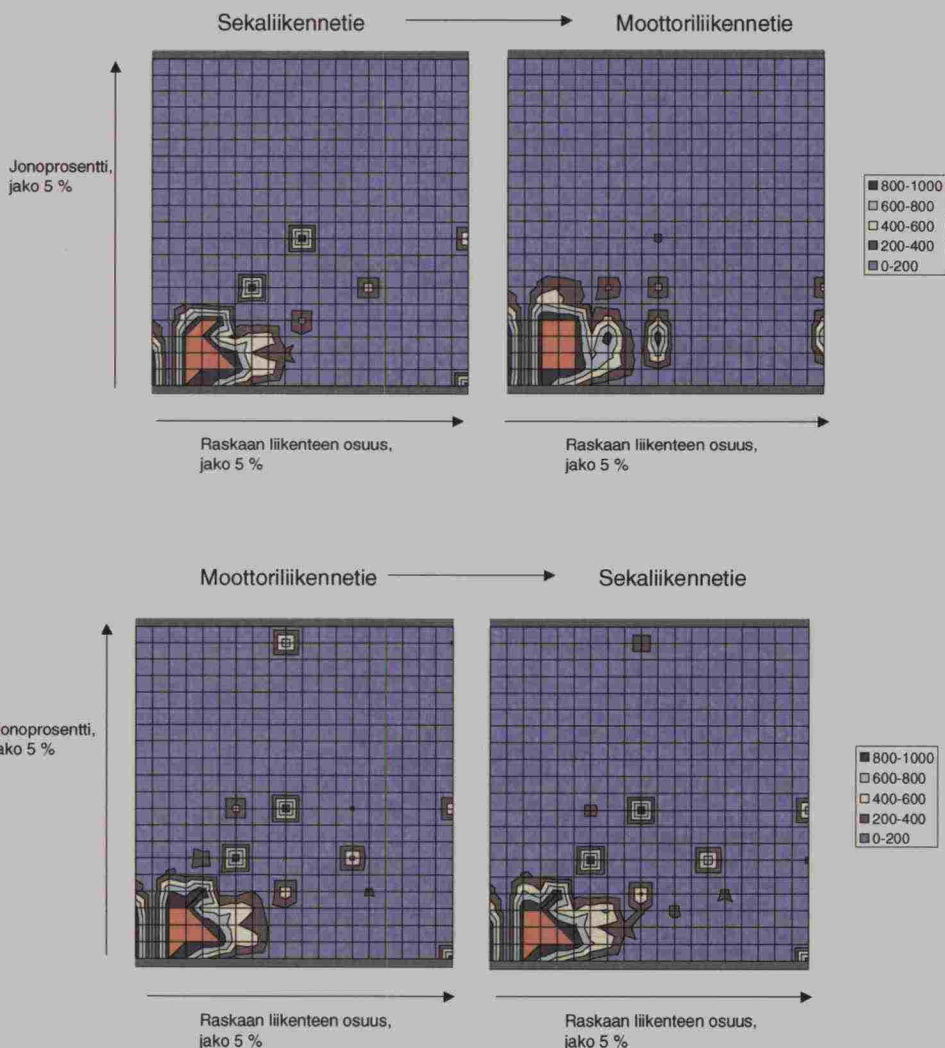 Sekaliikennetie
Moottoriliikennetie
Jonoprosentti,
jako 5 %
800-1000
600-800
400-600
200-400
0-200
Raskaan liikenteen osuus,
jako 5 %
Raskaan liikenteen osuus,
jako 5 %
Moottoriliikennetie
Sekaliikennetie
onoprosentti,
ako 5 %
800-1000
600-800
400-600
200-400
0-200
Raskaan liikenteen osuus,
jako 5 %
Raskaan liikenteen osuus,
jako 5 %